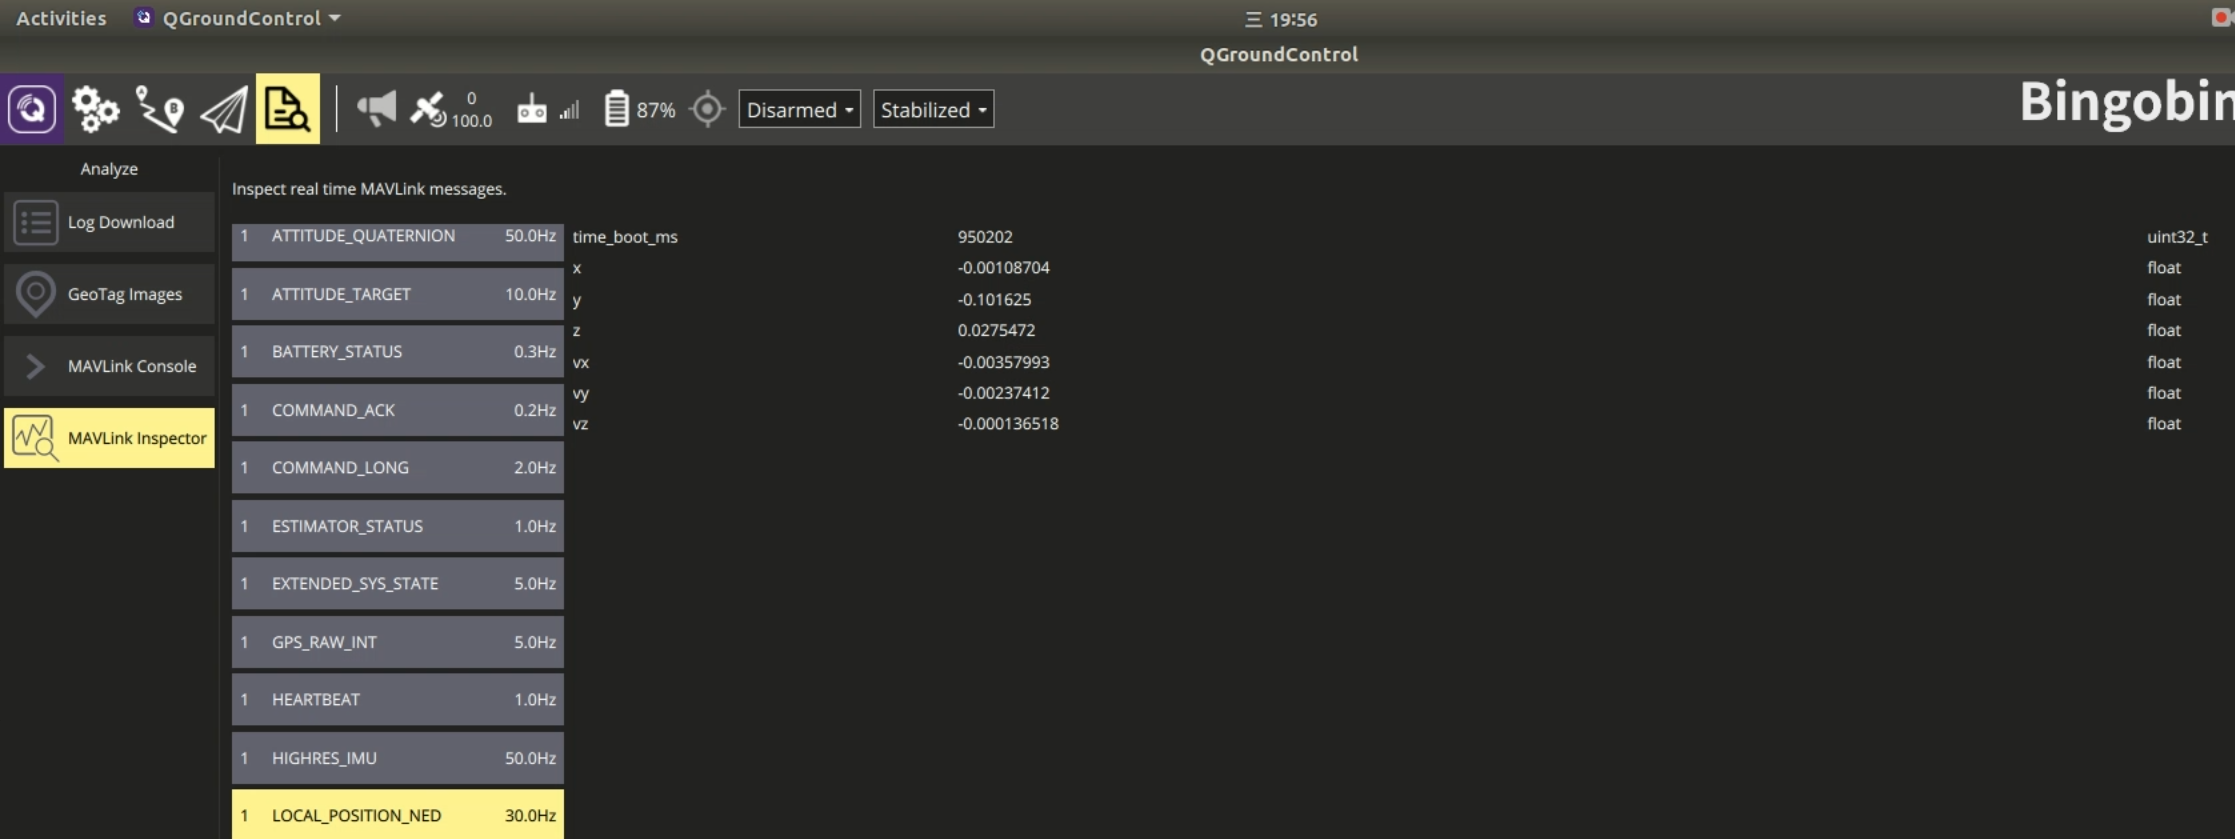 Activities QGroundControl 三 19:56
QGroundControl
0
100.0 87% Disarmed Stabilized
Analyze
Log Download
GeoTag Images
MAVLink Console
MAVLink Inspector
Inspect real time MAVLink messages.
1 ATTITUDE_QUATERNION 50.0Hz
1 ATTITUDE_TARGET 10.0Hz
1 BATTERY_STATUS 0.3Hz
1 COMMAND_ACK 0.2Hz
1 COMMAND_LONG 2.0Hz
1 ESTIMATOR_STATUS 1.0Hz
1 EXTENDED_SYS_STATE 5.0Hz
1 GPS_RAW_INT 5.0Hz
1 HEARTBEAT 1.0Hz
1 HIGHRES_IMU 50.0Hz
1 LOCAL_POSITION_NED 30.0Hz
time_boot_ms 950202 uint32_t
x -0.00108704 float
y -0.101625 float
z 0.0275472 float
vx -0.00357993 float
vy -0.00237412 float
vz -0.000136518 float